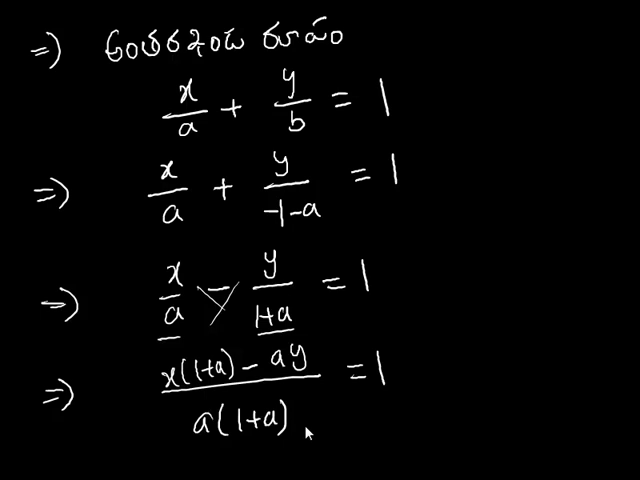 => అంతరఖండ రూపం
x/a + y/b = 1
=> x/a + y/(-1-a) = 1
=> x/a - y/(1+a) = 1
=> (x(1+a) - ay)/(a(1+a)) = 1